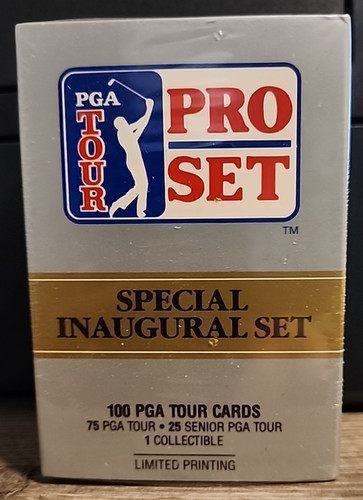 PGA
TOUR
PRO
SET
TM
SPECIAL
INAUGURAL SET
100 PGA TOUR CARDS
75 PGA TOUR • 25 SENIOR PGA TOUR
1 COLLECTIBLE
LIMITED PRINTING